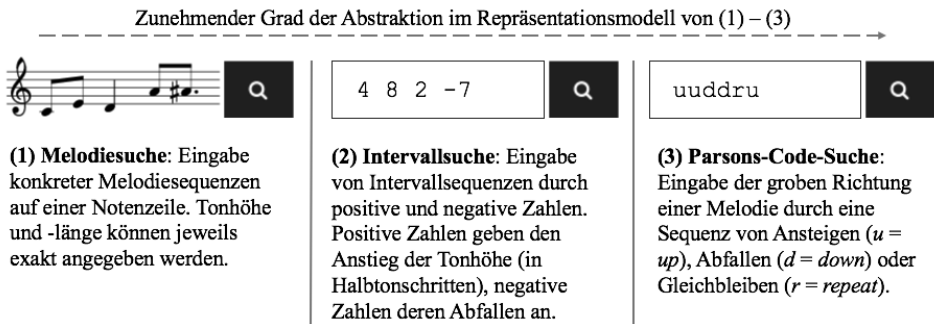 Zunehmender Grad der Abstraktion im Repräsentationsmodell von (1) – (3)
4 8 2 -7
uuddru
(1) Melodiesuche: Eingabe
konkreter Melodiesequenzen
auf einer Notenzeile. Tonhöhe
und -länge können jeweils
exakt angegeben werden.
(2) Intervallsuche: Eingabe
von Intervallsequenzen durch
positive und negative Zahlen.
Positive Zahlen geben den
Anstieg der Tonhöhe (in
Halbtonschritten), negative
Zahlen deren Abfallen an.
(3) Parsons-Code-Suche:
Eingabe der groben Richtung
einer Melodie durch eine
Sequenz von Ansteigen (u =
up), Abfallen (d = down) oder
Gleichbleiben (r = repeat).